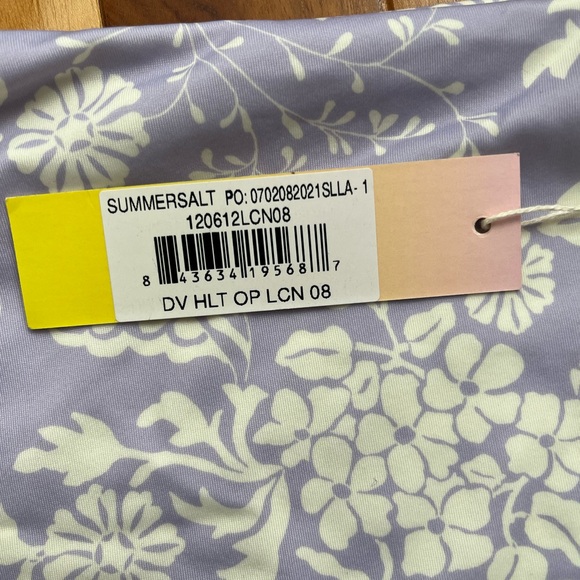 SUMMERSALT PO: 0702082021SLLA- 1
120612LCN08
8 43634 19568 7
DV HLT OP LCN 08